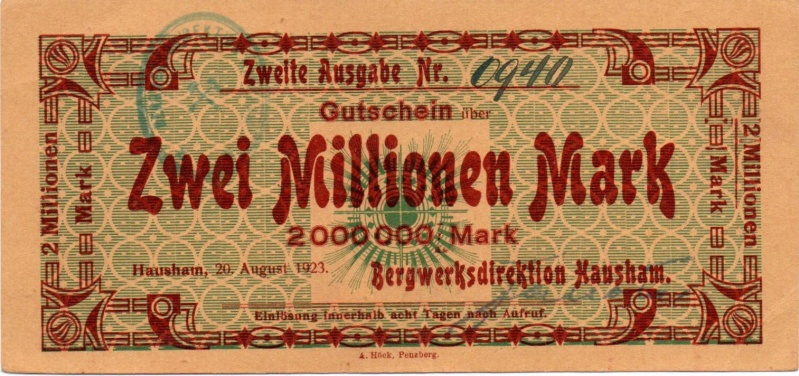 Zweite Ausgabe Nr. 0940
Gutschein über
Zwei Millionen Mark
2000000 Mark
Hausham, 20. August 1923.
Bergwerksdirektion Hausham.
Einlösung innerhalb acht Tagen nach Aufruf.
2 Millionen
Mark
2 Millionen
Mark
A. Höck, Penzberg.